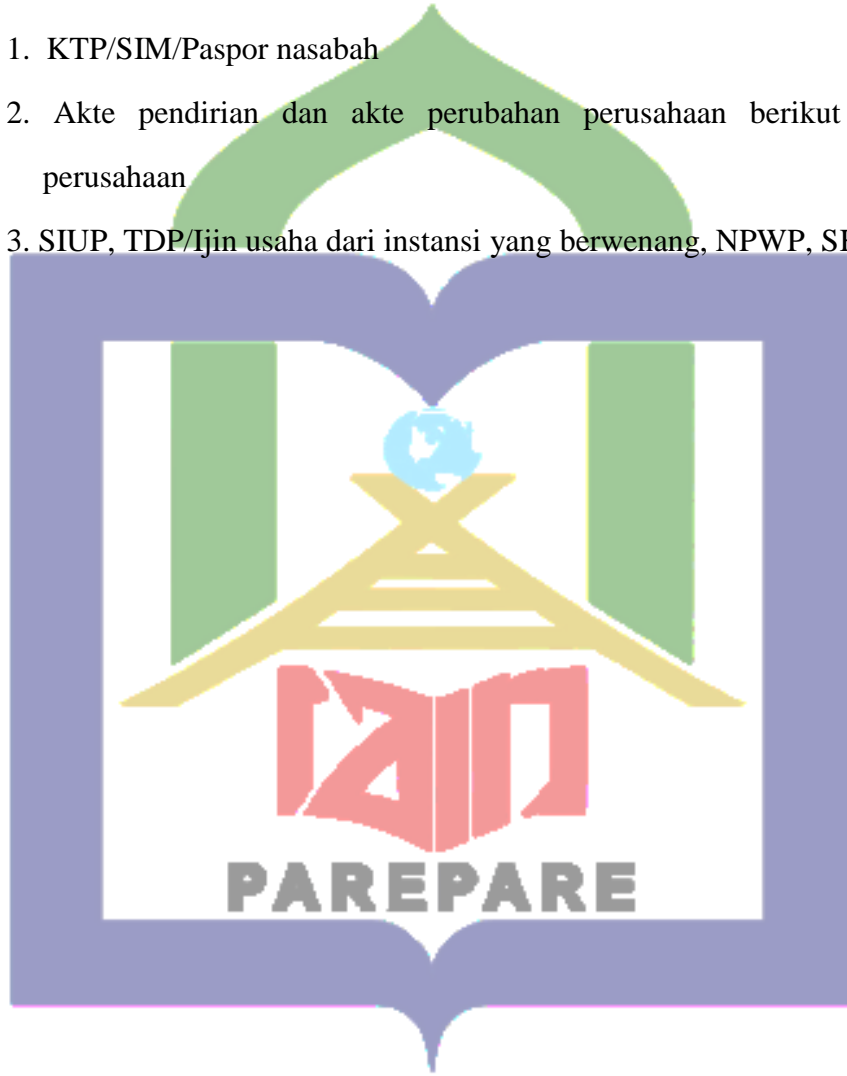 1. KTP/SIM/Paspor nasabah
2. Akte pendirian dan akte perubahan perusahaan berikut
perusahaan
3. SIUP, TDP/Ijin usaha dari instansi yang berwenang, NPWP,
iain
PAREPARE